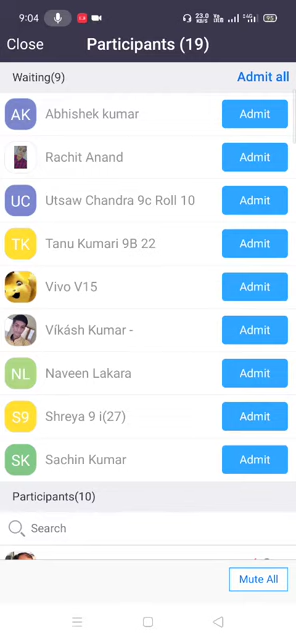 9:04 23.0 KB/S 95
Close Participants (19)
Waiting(9) Admit all
AK Abhishek kumar Admit
Rachit Anand Admit
UC Utsaw Chandra 9c Roll 10 Admit
TK Tanu Kumari 9B 22 Admit
Vivo V15 Admit
Víkásh Kumar - Admit
NL Naveen Lakara Admit
S9 Shreya 9 i(27) Admit
SK Sachin Kumar Admit
Participants(10)
Search
Mute All